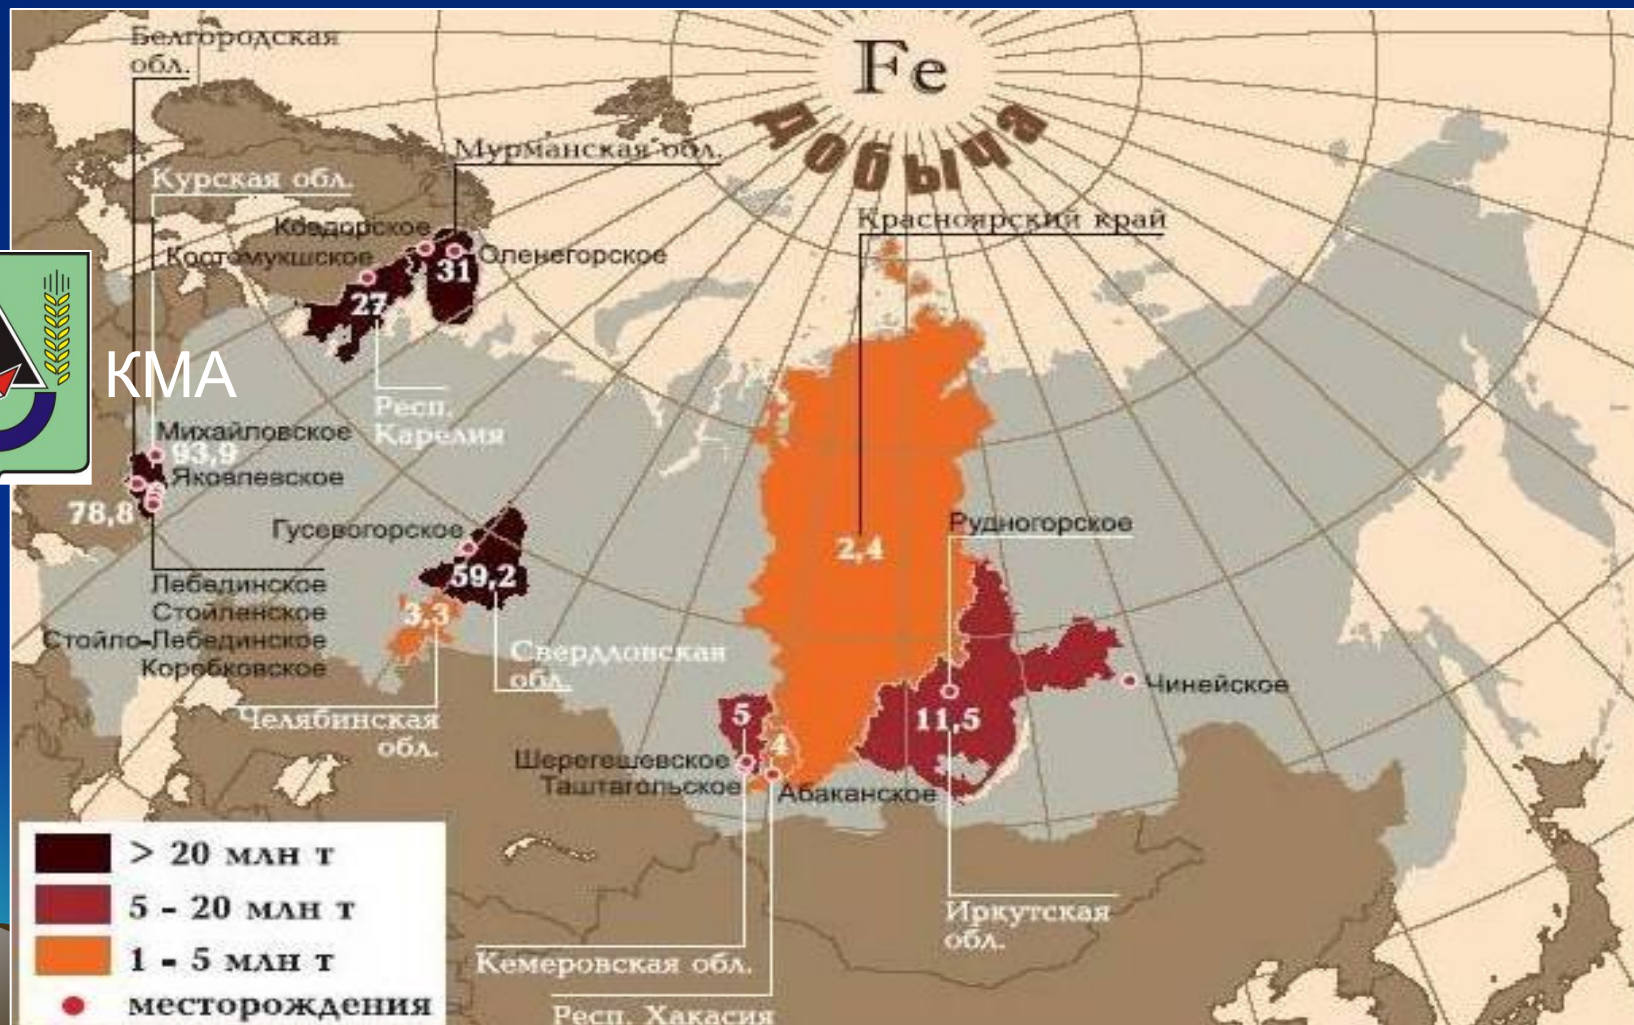 Fe
добыча
Белгородская
обл.
Мурманская обл.
Курская обл.
Красноярский край
Ковдорское
Костомукшское
Оленегорское
31
27
КМА
Респ.
Карелия
Михайловское
93,9
Яковлевское
78,8
Гусевогорское
Рудногорское
2,4
59,2
Лебединское
Стойленское
Стойло-Лебединское
Коробковское
3,3
Свердловская
обл.
Чинейское
Челябинская
обл.
5
11,5
4
Шерегешевское
Таштагольское
Абаканское
> 20 млн т
5 - 20 млн т
1 - 5 млн т
месторождения
Иркутская
обл.
Кемеровская обл.
Респ. Хакасия